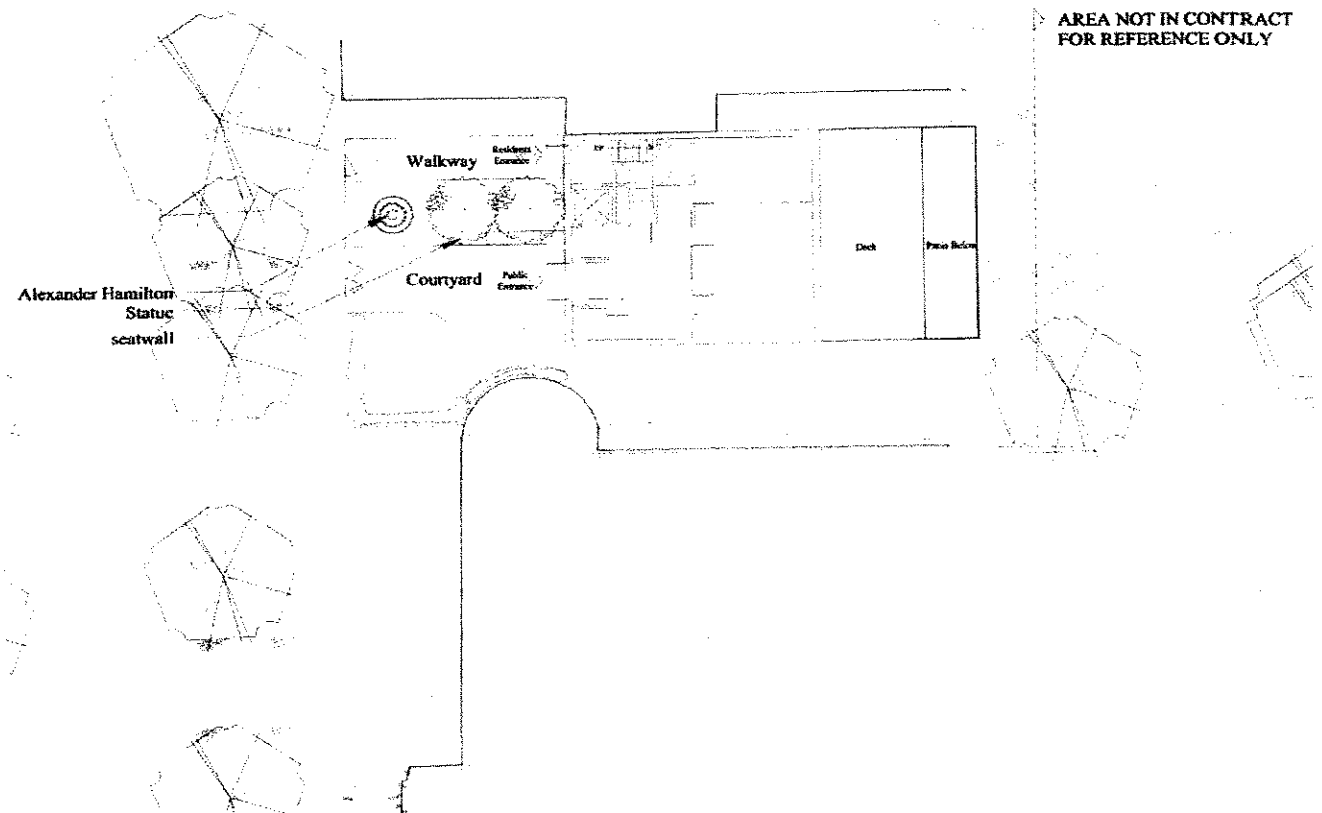 AREA NOT IN CONTRACT
FOR REFERENCE ONLY
Walkway
Residents
Entrance
UP
Deck
Patio Below
Courtyard
Public
Entrance
Alexander Hamilton
Statue
seatwall